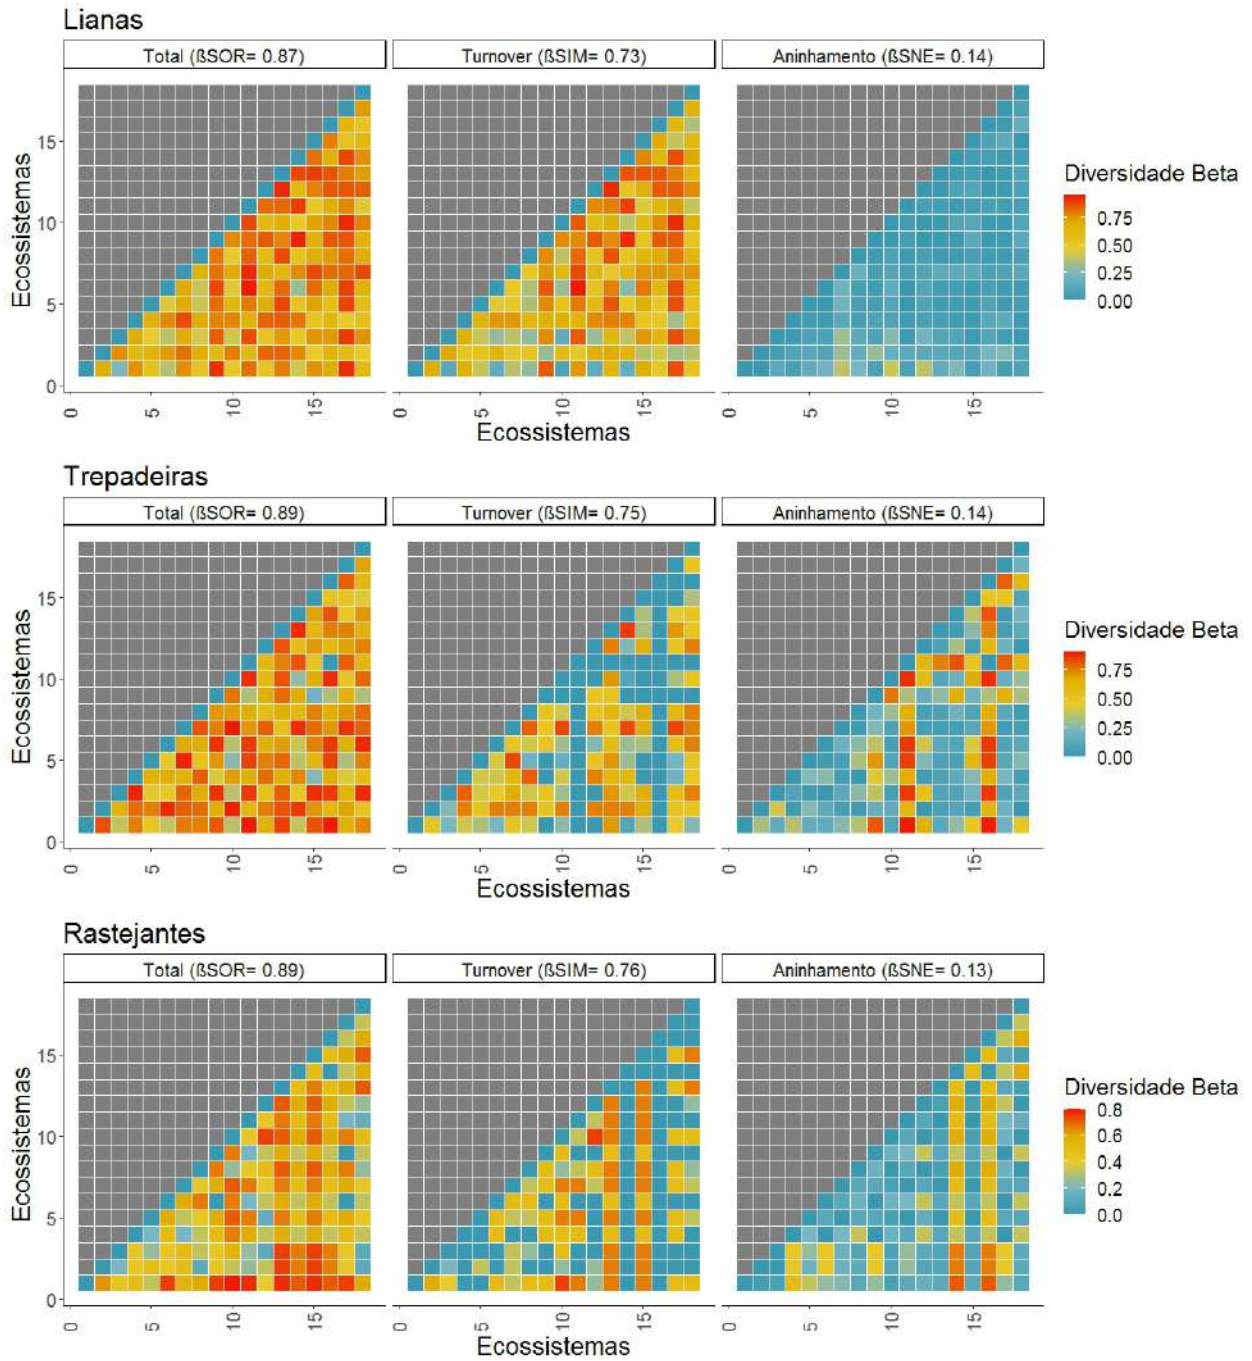 Lianas
Total (ßSOR= 0.87)
Turnover (ßSIM= 0.73)
Aninhamento (ßSNE= 0.14)
Ecossistemas
15
10
5
0
0 5 10 15
0 5 10 15
0 5 10 15
Ecossistemas
Diversidade Beta
0.75
0.50
0.25
0.00
Trepadeiras
Total (ßSOR= 0.89)
Turnover (ßSIM= 0.75)
Aninhamento (ßSNE= 0.14)
Ecossistemas
15
10
5
0
0 5 10 15
0 5 10 15
0 5 10 15
Ecossistemas
Diversidade Beta
0.75
0.50
0.25
0.00
Rastejantes
Total (ßSOR= 0.89)
Turnover (ßSIM= 0.76)
Aninhamento (ßSNE= 0.13)
Ecossistemas
15
10
5
0
0 5 10 15
0 5 10 15
0 5 10 15
Ecossistemas
Diversidade Beta
0.8
0.6
0.4
0.2
0.0